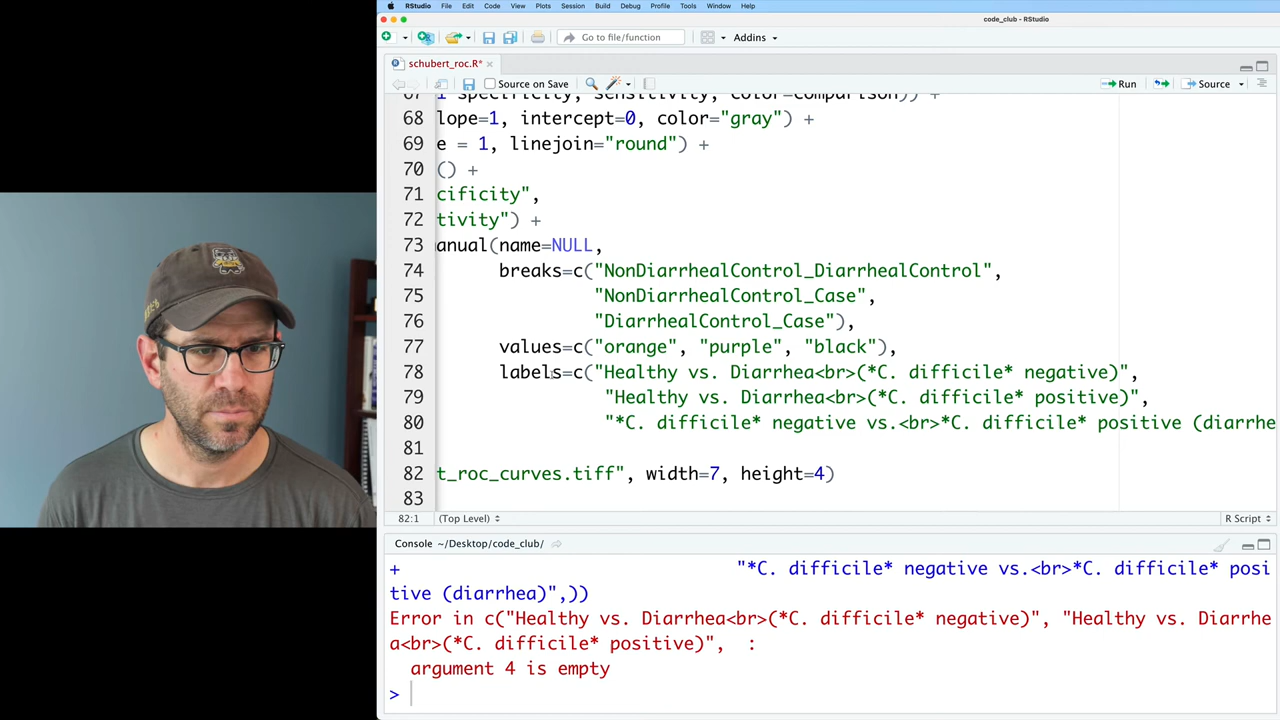 RStudio File Edit Code View Plots Session Build Debug Profile Tools Window Help
code_club - RStudio
Go to file/function Addins
schubert_roc.R*
Source on Save Run Source
67 specificity, sensitivity, color=comparison)) +
68 lope=1, intercept=0, color="gray") +
69 e = 1, linejoin="round") +
70 () +
71 cificity",
72 tivity") +
73 anual(name=NULL,
74 breaks=c("NonDiarrhealControl_DiarrhealControl",
75 "NonDiarrhealControl_Case",
76 "DiarrhealControl_Case"),
77 values=c("orange", "purple", "black"),
78 labels=c("Healthy vs. Diarrhea<br>(*C. difficile* negative)",
79 "Healthy vs. Diarrhea<br>(*C. difficile* positive)",
80 "*C. difficile* negative vs.<br>*C. difficile* positive (diarrhe
81
82 t_roc_curves.tiff", width=7, height=4)
83
82:1 (Top Level) R Script
Console ~/Desktop/code_club/
+ "*C. difficile* negative vs.<br>*C. difficile* posi
tive (diarrhea)",))
Error in c("Healthy vs. Diarrhea<br>(*C. difficile* negative)", "Healthy vs. Diarrhe
a<br>(*C. difficile* positive)", :
argument 4 is empty
>